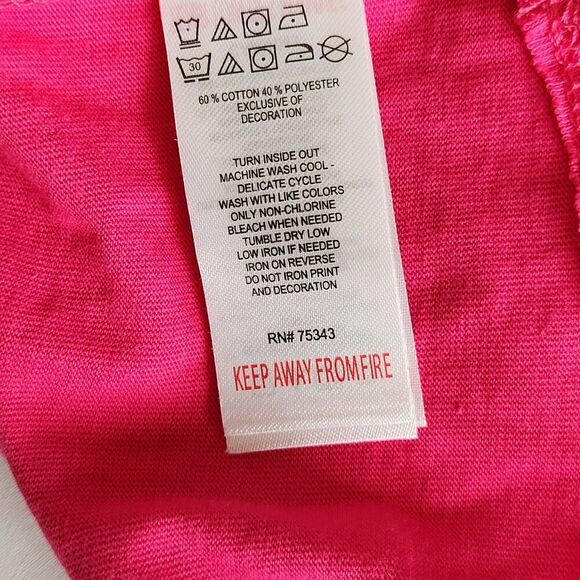 30
60 % COTTON 40 % POLYESTER
EXCLUSIVE OF
DECORATION
TURN INSIDE OUT
MACHINE WASH COOL -
DELICATE CYCLE
WASH WITH LIKE COLORS
ONLY NON-CHLORINE
BLEACH WHEN NEEDED
TUMBLE DRY LOW
LOW IRON IF NEEDED
IRON ON REVERSE
DO NOT IRON PRINT
AND DECORATION
RN# 75343
KEEP AWAY FROM FIRE